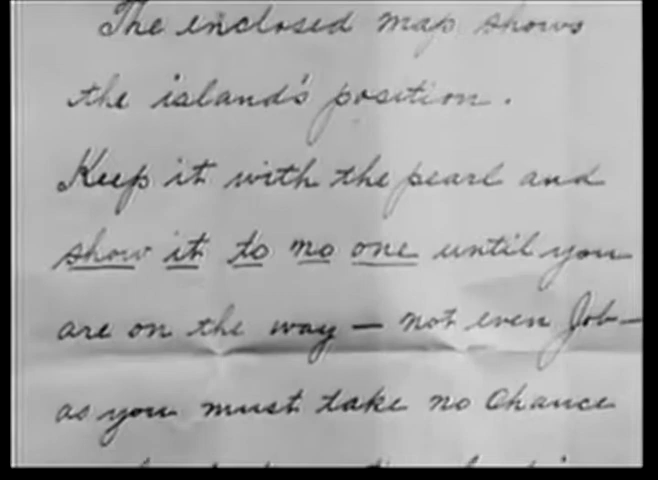 The enclosed map shows
the island's position.
Keep it with the pearl and
show it to no one until you
are on the way — not even Job —
as you must take no chance